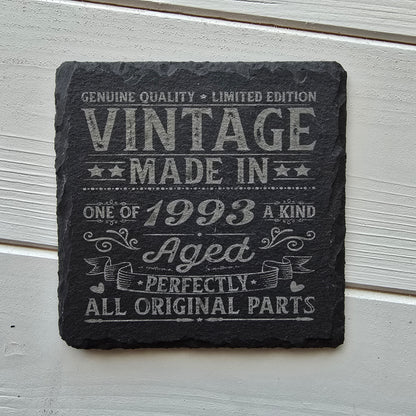 GENUINE QUALITY • LIMITED EDITION
VINTAGE
MADE IN
ONE OF 1993 A KIND
Aged
PERFECTLY
ALL ORIGINAL PARTS